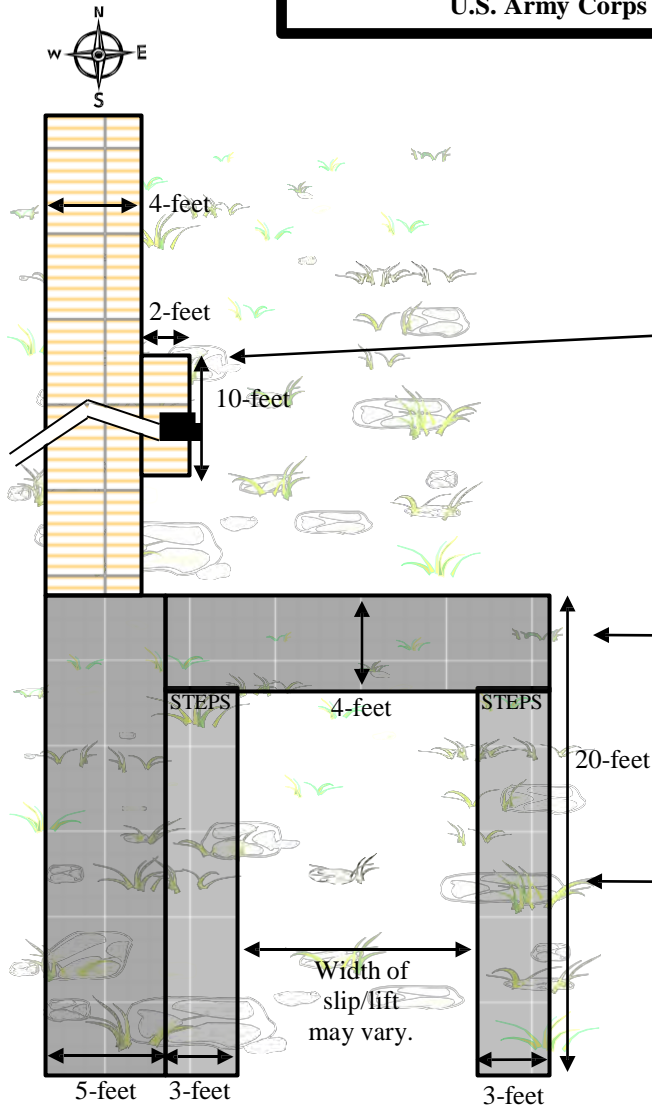 U.S. Army Corps
N
W
E
S
4-feet
2-feet
10-feet
STEPS
STEPS
4-feet
20-feet
Width of
slip/lift
may vary.
5-feet
3-feet
3-feet